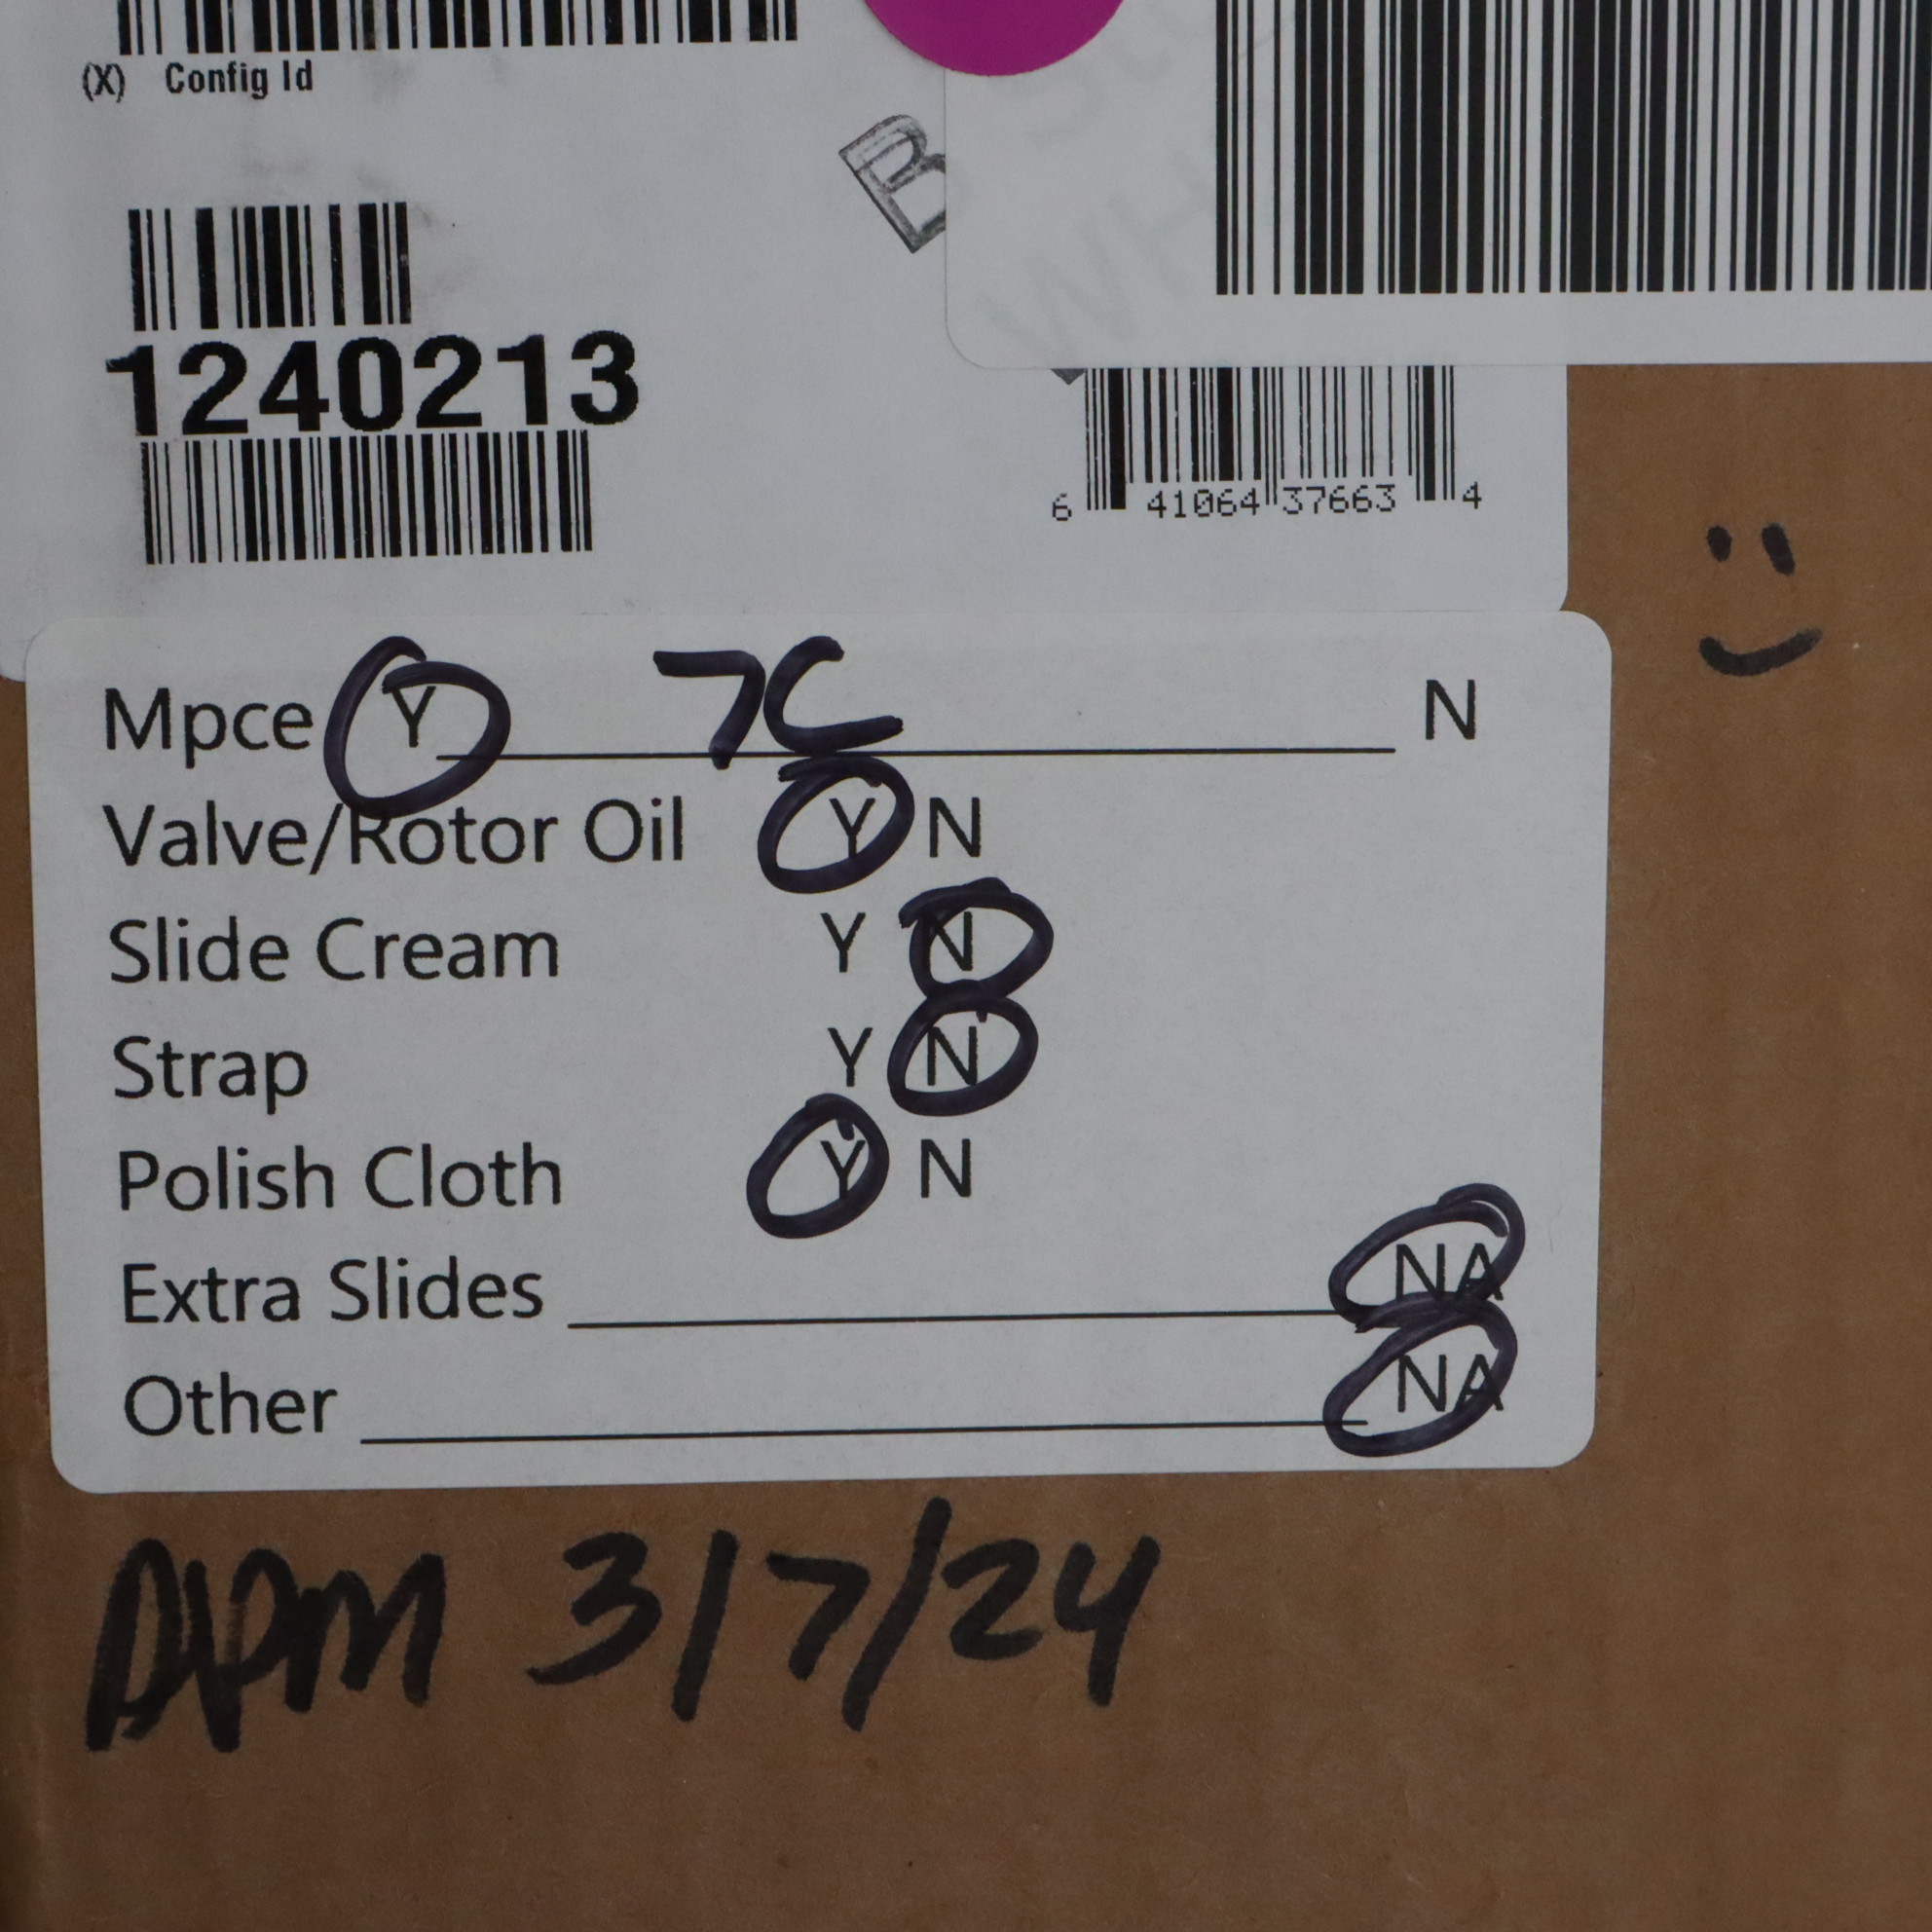 (X) Config Id
B
1240213
6 41064 37663 4
Mpce Y 7C N
Valve/Rotor Oil Y N
Slide Cream Y N
Strap Y N
Polish Cloth Y N
Extra Slides NA
Other NA
3/7/24